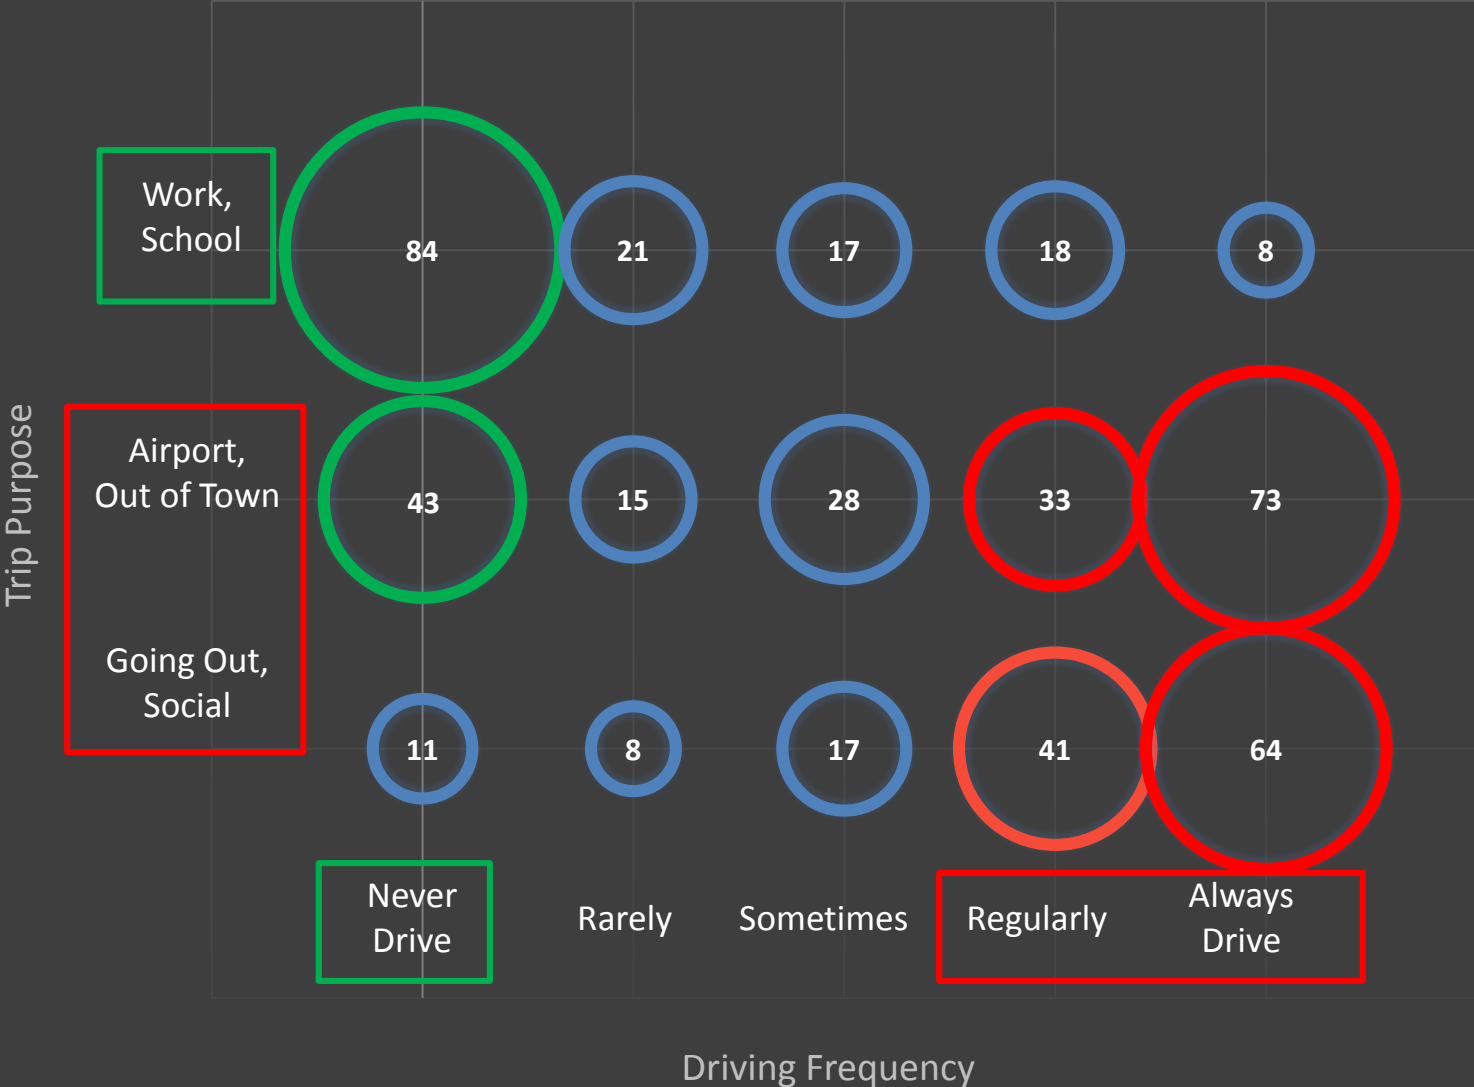 Work,
School
84
21
17
18
8
Trip Purpose
Airport,
Out of Town
43
15
28
33
73
Going Out,
Social
11
8
17
41
64
Never
Drive
Rarely
Sometimes
Regularly
Always
Drive
Driving Frequency